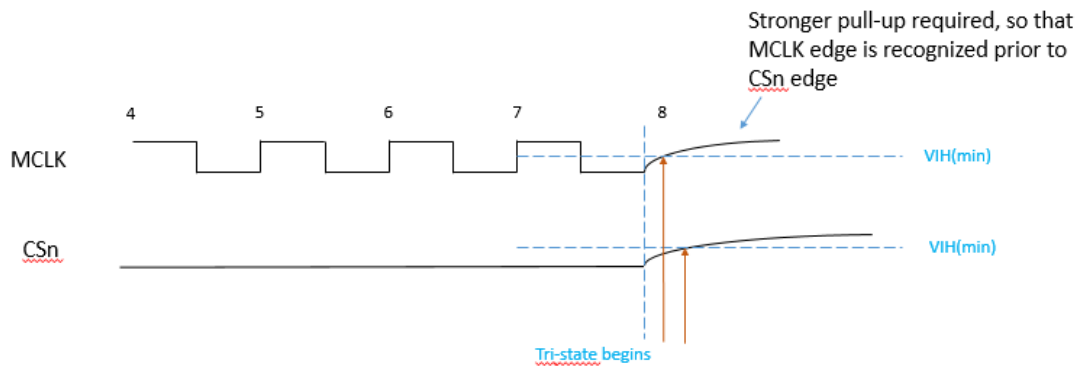 Stronger pull-up required, so that
MCLK edge is recognized prior to
CSn edge
4 5 6 7 8
MCLK
VIH(min)
CSn
VIH(min)
Tri-state begins